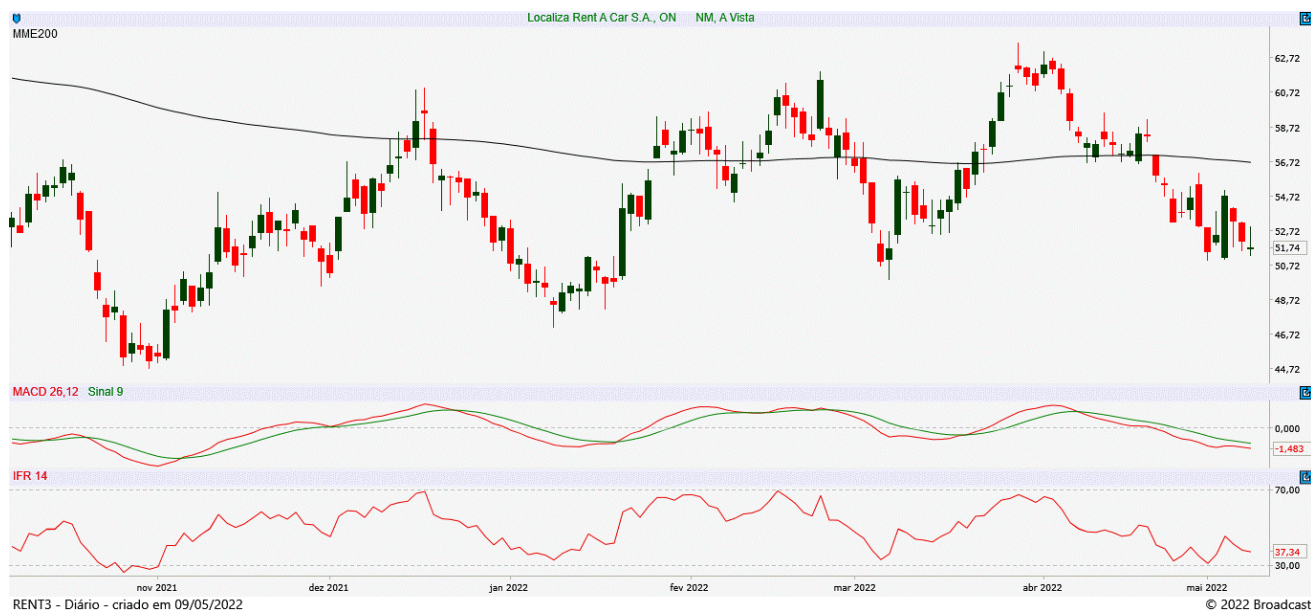 Localiza Rent A Car S.A., ON NM, A Vista
MME200
62,72
60,72
58,72
56,72
54,72
52,72
51,74
50,72
48,72
46,72
44,72
MACD 26,12 Sinal 9
0,000
-1,483
IFR 14
70,00
37,34
30,00
nov 2021 dez 2021 jan 2022 fev 2022 mar 2022 abr 2022 mai 2022
RENT3 - Diário - criado em 09/05/2022 © 2022 Broadcast